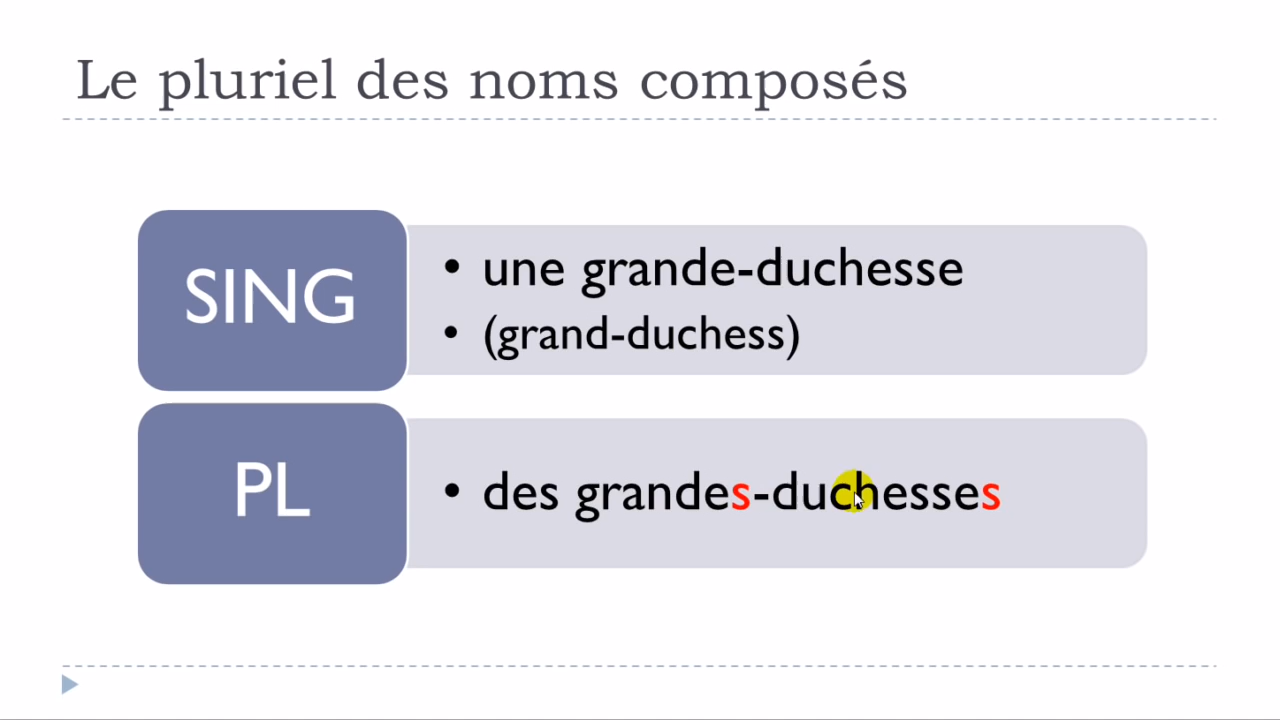 Le pluriel des noms composés
SING
• une grande-duchesse
• (grand-duchess)
PL
• des grandes-duchesses